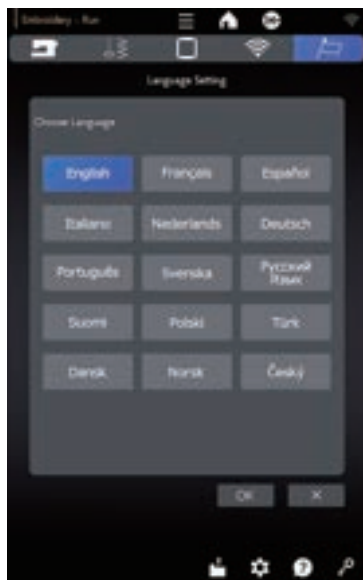 Embroidery - Run
Language Setting
Choose Language
English Français Español
Italiano Nederlands Deutsch
Português Svenska Русский Язык
Suomi Polski Türk
Dansk Norsk Český
OK X
?